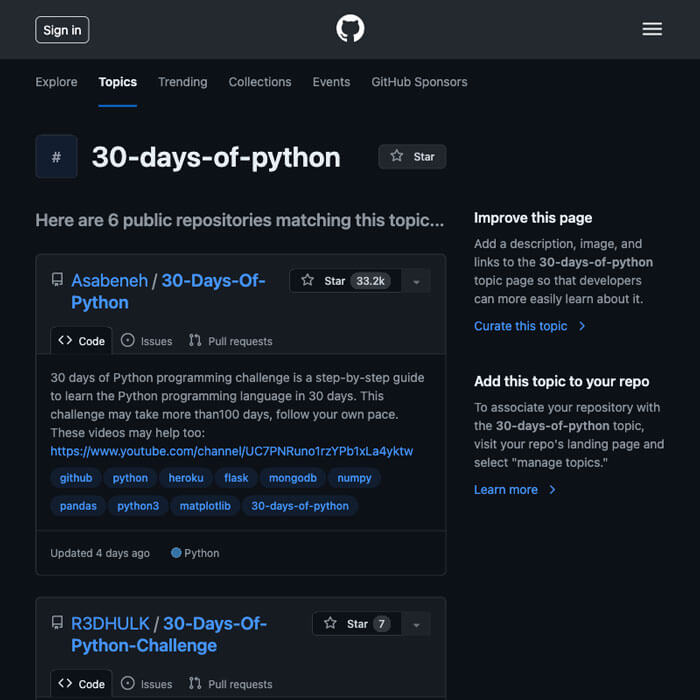 Sign in
Explore Topics Trending Collections Events GitHub Sponsors
# 30-days-of-python Star
Here are 6 public repositories matching this topic...
Asabeneh / 30-Days-Of-
Python
Star 33.2k
Code Issues Pull requests
30 days of Python programming challenge is a step-by-step guide
to learn the Python programming language in 30 days. This
challenge may take more than100 days, follow your own pace.
These videos may help too:
https://www.youtube.com/channel/UC7PNRuno1rzYPb1xLa4yktw
github python heroku flask mongodb numpy
pandas python3 matplotlib 30-days-of-python
Updated 4 days ago Python
R3DHULK / 30-Days-Of-
Python-Challenge
Star 7
Code Issues Pull requests
Improve this page
Add a description, image, and
links to the 30-days-of-python
topic page so that developers
can more easily learn about it.
Curate this topic
Add this topic to your repo
To associate your repository with
the 30-days-of-python topic,
visit your repo's landing page and
select "manage topics."
Learn more